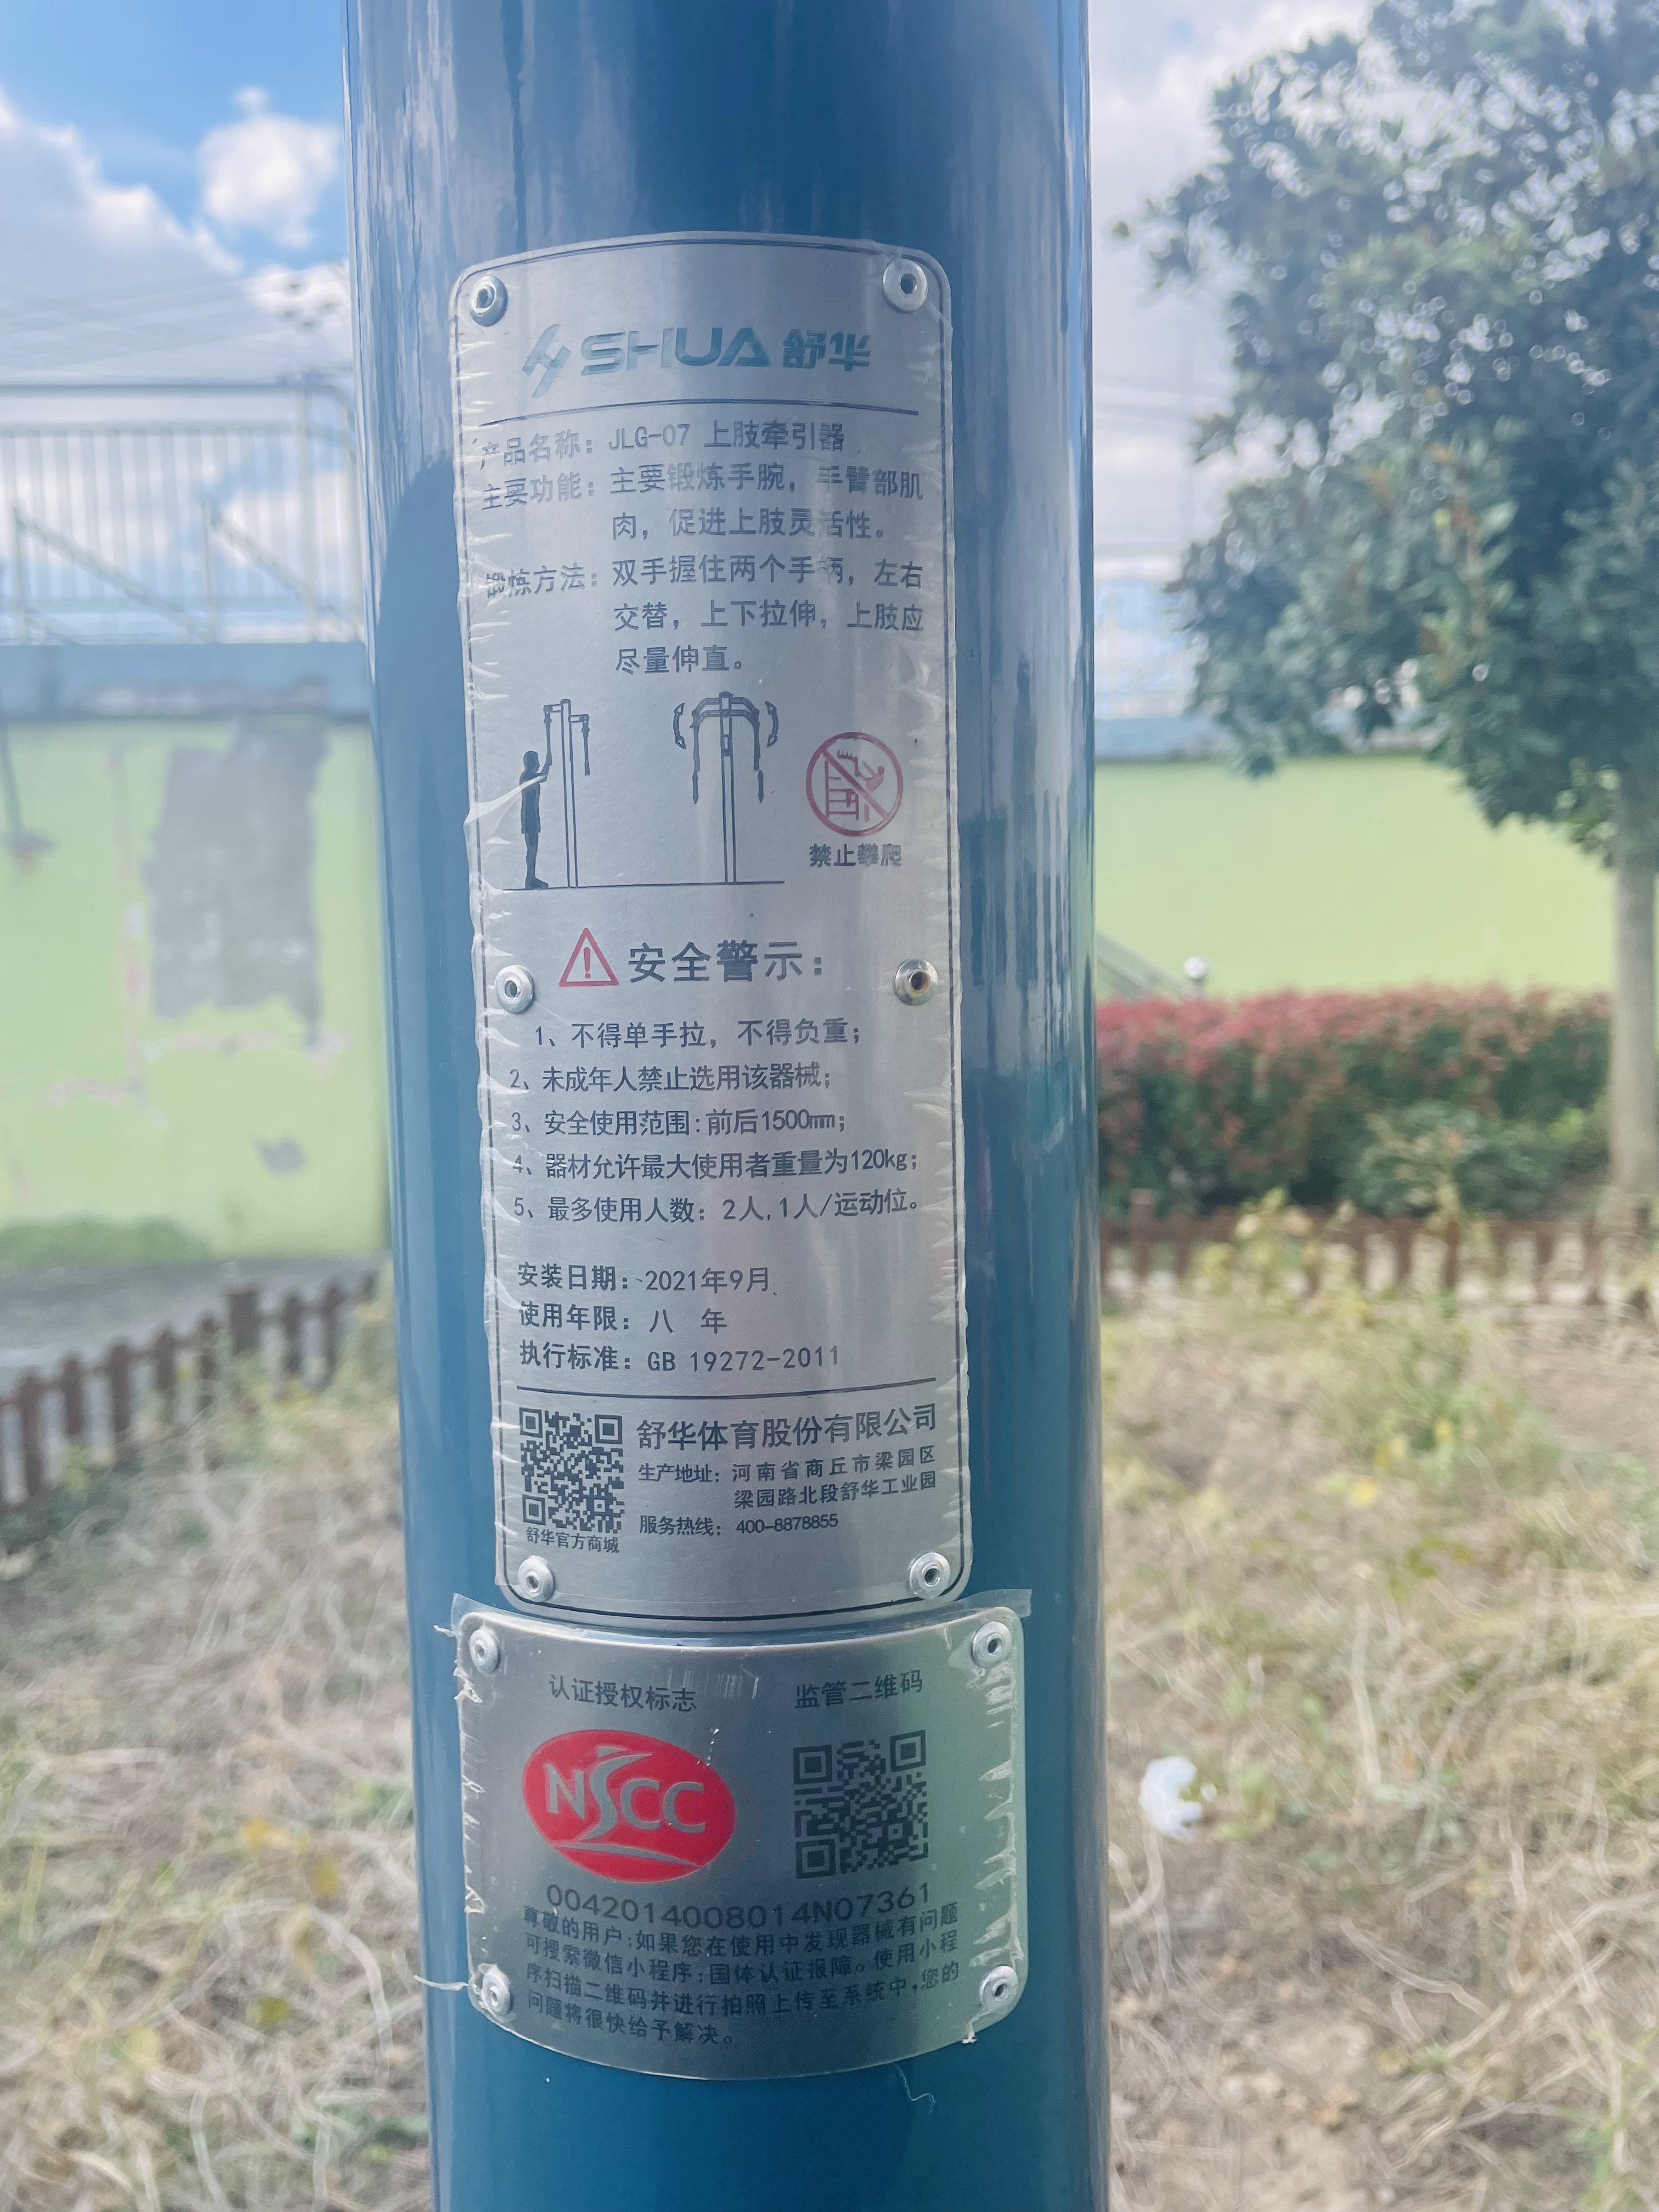 SHUA 舒华
产品名称：JLG-07 上肢牵引器
主要功能：主要锻炼手腕，手臂部肌
肉，促进上肢灵活性。
锻炼方法：双手握住两个手柄，左右
交替，上下拉伸，上肢应
尽量伸直。
禁止攀爬
安全警示：
1、不得单手拉，不得负重；
2、未成年人禁止选用该器械；
3、安全使用范围：前后1500mm；
4、器材允许最大使用者重量为120kg；
5、最多使用人数：2人,1人/运动位。
安装日期：2021年9月
使用年限：八 年
执行标准：GB 19272-2011
舒华体育股份有限公司
生产地址：河南省商丘市梁园区
梁园路北段舒华工业园
服务热线：400-8878855
舒华官方商城
认证授权标志 监管二维码
NSCC
0042014008014N07361
尊敬的用户：如果您在使用中发现器械有问题
可搜索微信小程序：国体认证报障。使用小程
序扫描二维码并进行拍照上传至系统中，您的
问题将很快给予解决。